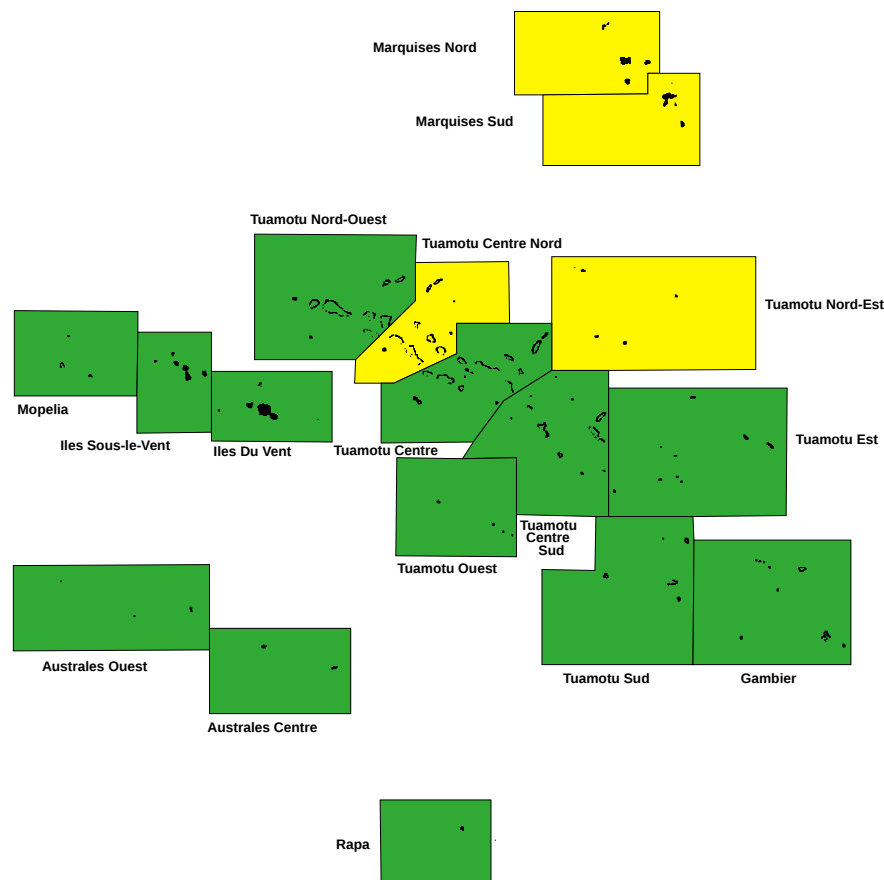 Marquises Nord
Marquises Sud
Tuamotu Nord-Ouest
Tuamotu Centre Nord
Tuamotu Nord-Est
Mopelia
Iles Sous-le-Vent
Iles Du Vent
Tuamotu Centre
Tuamotu Est
Tuamotu
Centre
Sud
Tuamotu Ouest
Australes Ouest
Tuamotu Sud
Gambier
Australes Centre
Rapa